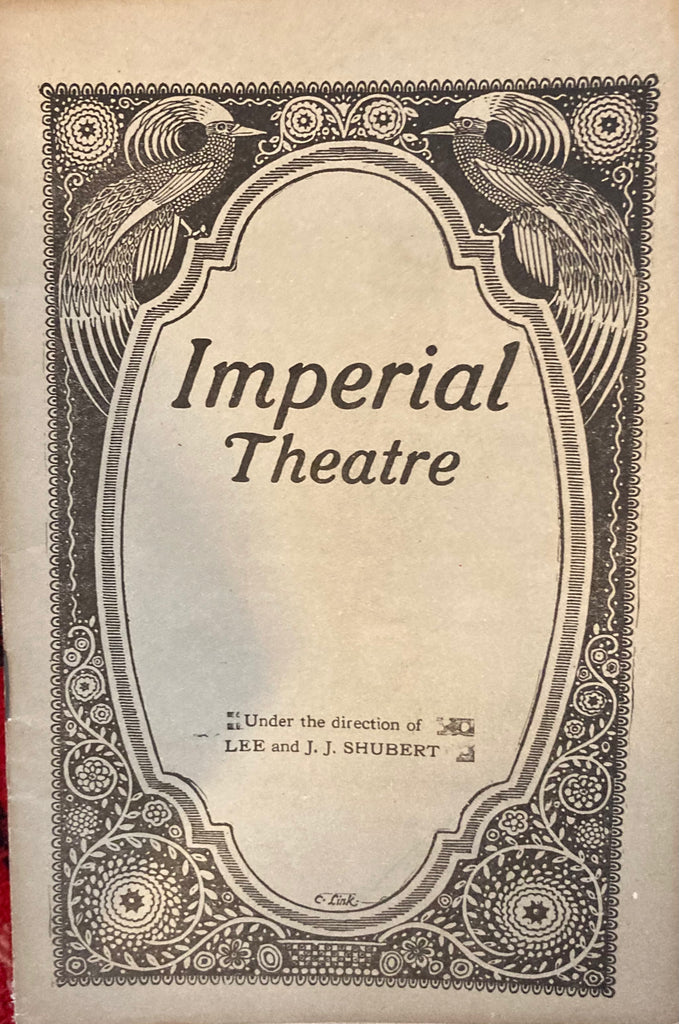 Imperial
Theatre
Under the direction of
LEE and J. J. SHUBERT
C. Link